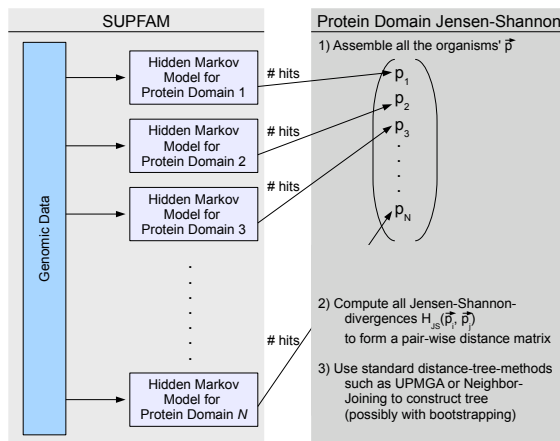 SUPFAM
Genomic Data
Hidden Markov
Model for
Protein Domain 1
# hits
Hidden Markov
Model for
Protein Domain 2
# hits
Hidden Markov
Model for
Protein Domain 3
# hits
# hits
Hidden Markov
Model for
Protein Domain N
Protein Domain Jensen-Shannon
1) Assemble all the organisms' p⃗
p₁
p₂
p₃
p_N
2) Compute all Jensen-Shannon-
divergences H_JS(p⃗ᵢ, p⃗ⱼ)
to form a pair-wise distance matrix
3) Use standard distance-tree-methods
such as UPMGA or Neighbor-
Joining to construct tree
(possibly with bootstrapping)